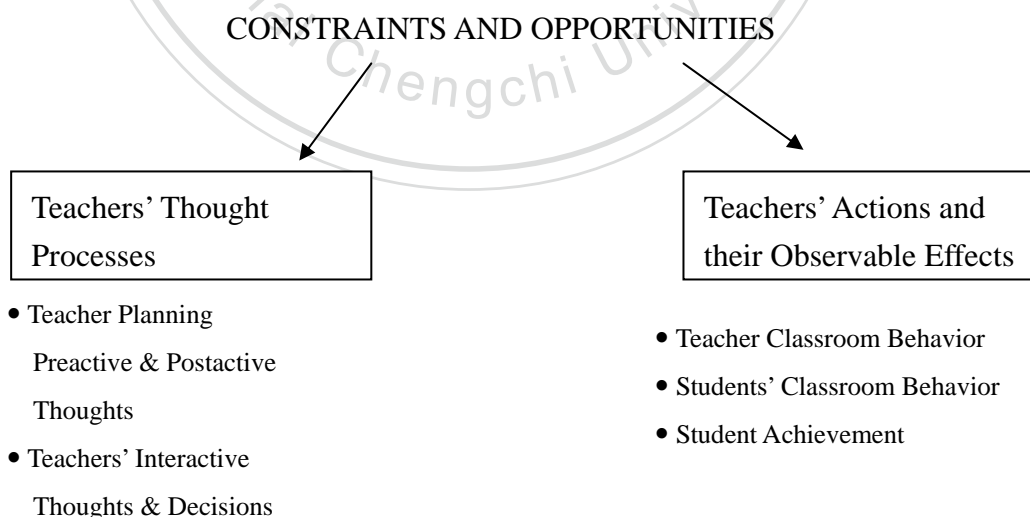 CONSTRAINTS AND OPPORTUNITIES
Chengchi Univ
Teachers' Thought
Processes
Teachers' Actions and
their Observable Effects
• Teacher Planning
Preactive & Postactive
Thoughts
• Teachers' Interactive
Thoughts & Decisions
• Teacher Classroom Behavior
• Students' Classroom Behavior
• Student Achievement